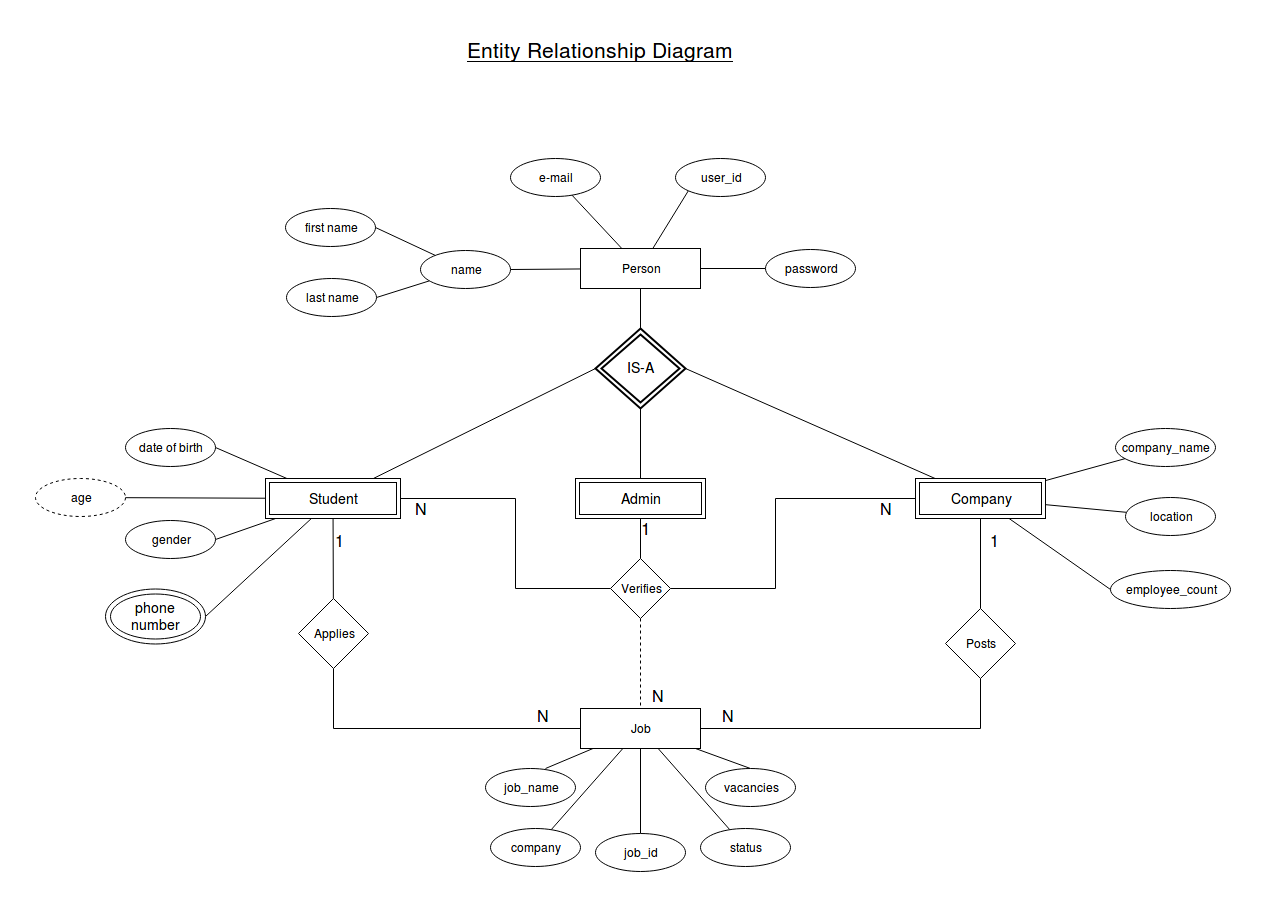 Entity Relationship Diagram
e-mail
user_id
first name
name
Person
password
last name
IS-A
date of birth
company_name
age
Student
N
Admin
N
Company
location
1
gender
1
1
phone
number
Verifies
employee_count
Applies
Posts
N
N
N
Job
job_name
vacancies
company
job_id
status